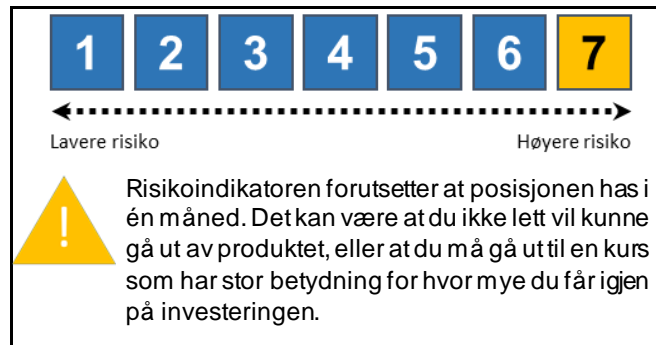 1 2 3 4 5 6 7
Lavere risiko Høyere risiko
!
Risikoindikatoren forutsetter at posisjonen has i
én måned. Det kan være at du ikke lett vil kunne
gå ut av produktet, eller at du må gå ut til en kurs
som har stor betydning for hvor mye du får igjen
på investeringen.